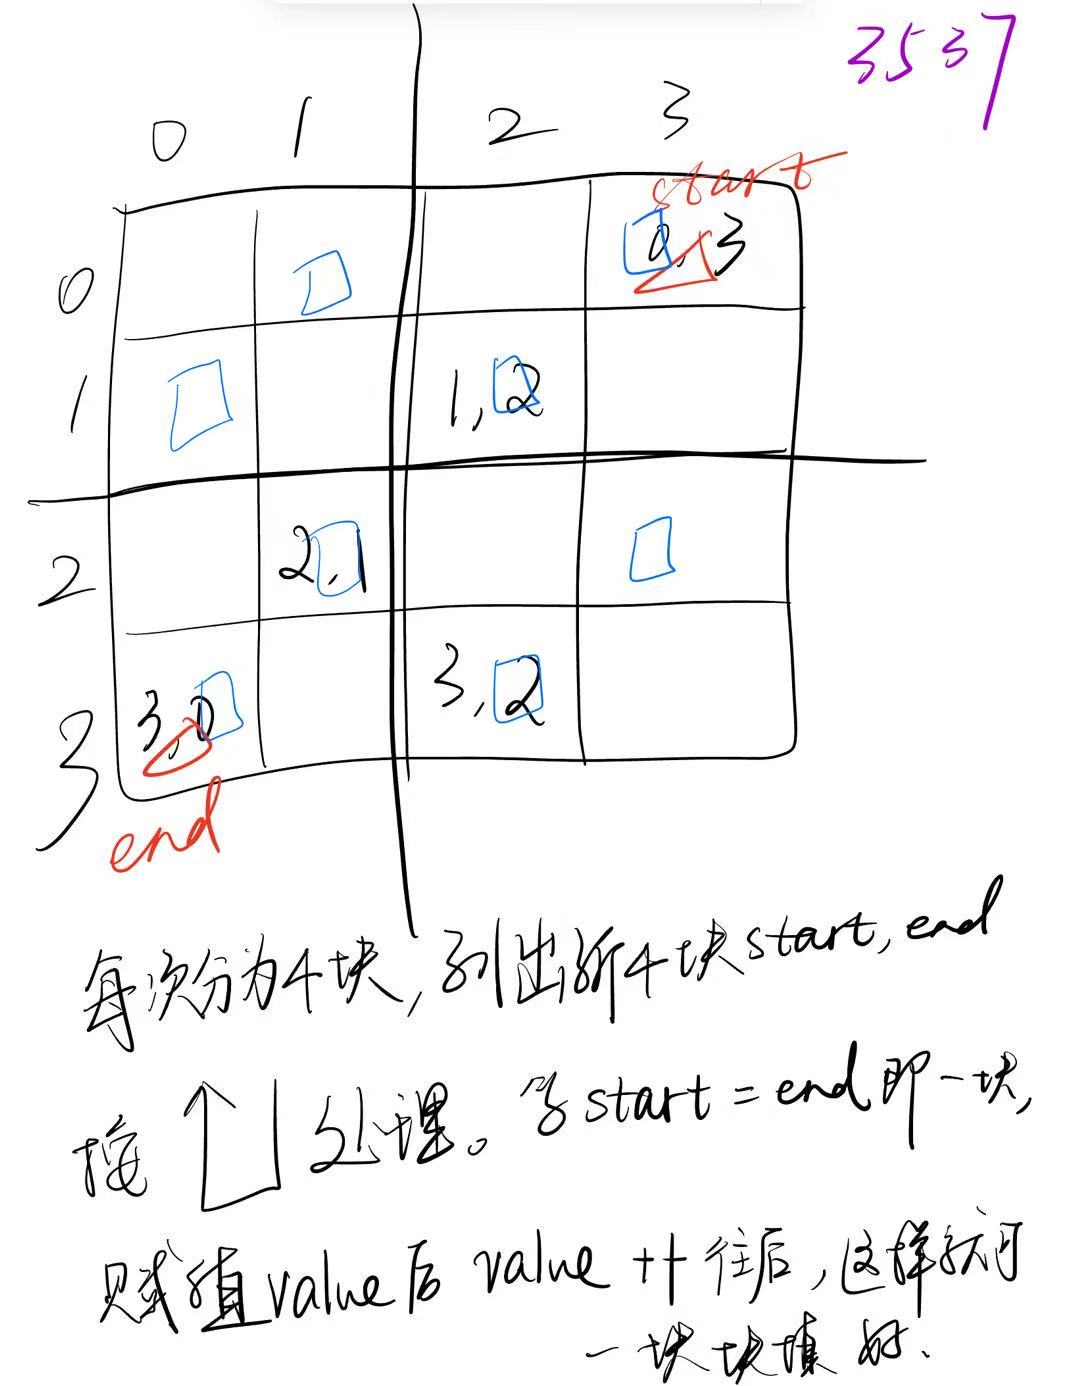 3537
0 1 2 3
start
0 0,3
1 1,2
2 2,1
3 3,0 3,2
end
每次分为4块,列出新4块start,end
按 处理。当start=end即一块,
赋值value后 value ++ 往后,这样就可
一块块填好.